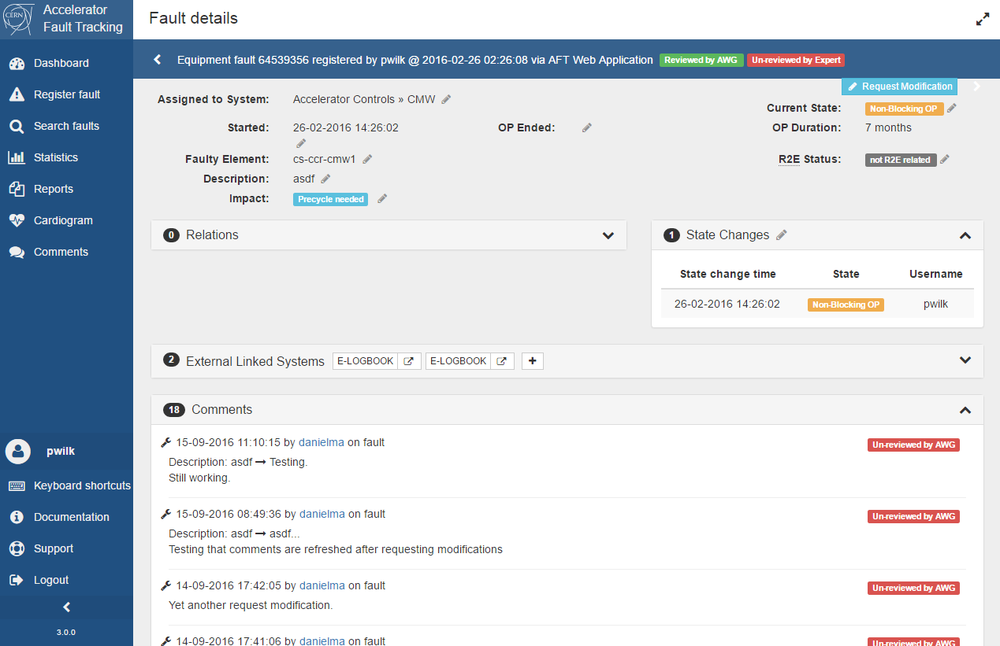 CERN
Accelerator
Fault Tracking
Dashboard
Register fault
Search faults
Statistics
Reports
Cardiogram
Comments
pwilk
Keyboard shortcuts
Documentation
Support
Logout
3.0.0
Fault details
Equipment fault 64539356 registered by pwilk @ 2016-02-26 02:26:08 via AFT Web Application Reviewed by AWG Un-reviewed by Expert
Request Modification
Assigned to System: Accelerator Controls » CMW
Current State: Non-Blocking OP
Started: 26-02-2016 14:26:02 OP Ended: OP Duration: 7 months
Faulty Element: cs-ccr-cmw1 R2E Status: not R2E related
Description: asdf
Impact: Precycle needed
0 Relations
1 State Changes
State change time State Username
26-02-2016 14:26:02 Non-Blocking OP pwilk
2 External Linked Systems E-LOGBOOK E-LOGBOOK +
18 Comments
15-09-2016 11:10:15 by danielma on fault Un-reviewed by AWG
Description: asdf ➞ Testing.
Still working.
15-09-2016 08:49:36 by danielma on fault Un-reviewed by AWG
Description: asdf ➞ asdf...
Testing that comments are refreshed after requesting modifications
14-09-2016 17:42:05 by danielma on fault Un-reviewed by AWG
Yet another request modification.
14-09-2016 17:41:06 by danielma on fault Un-reviewed by AWG